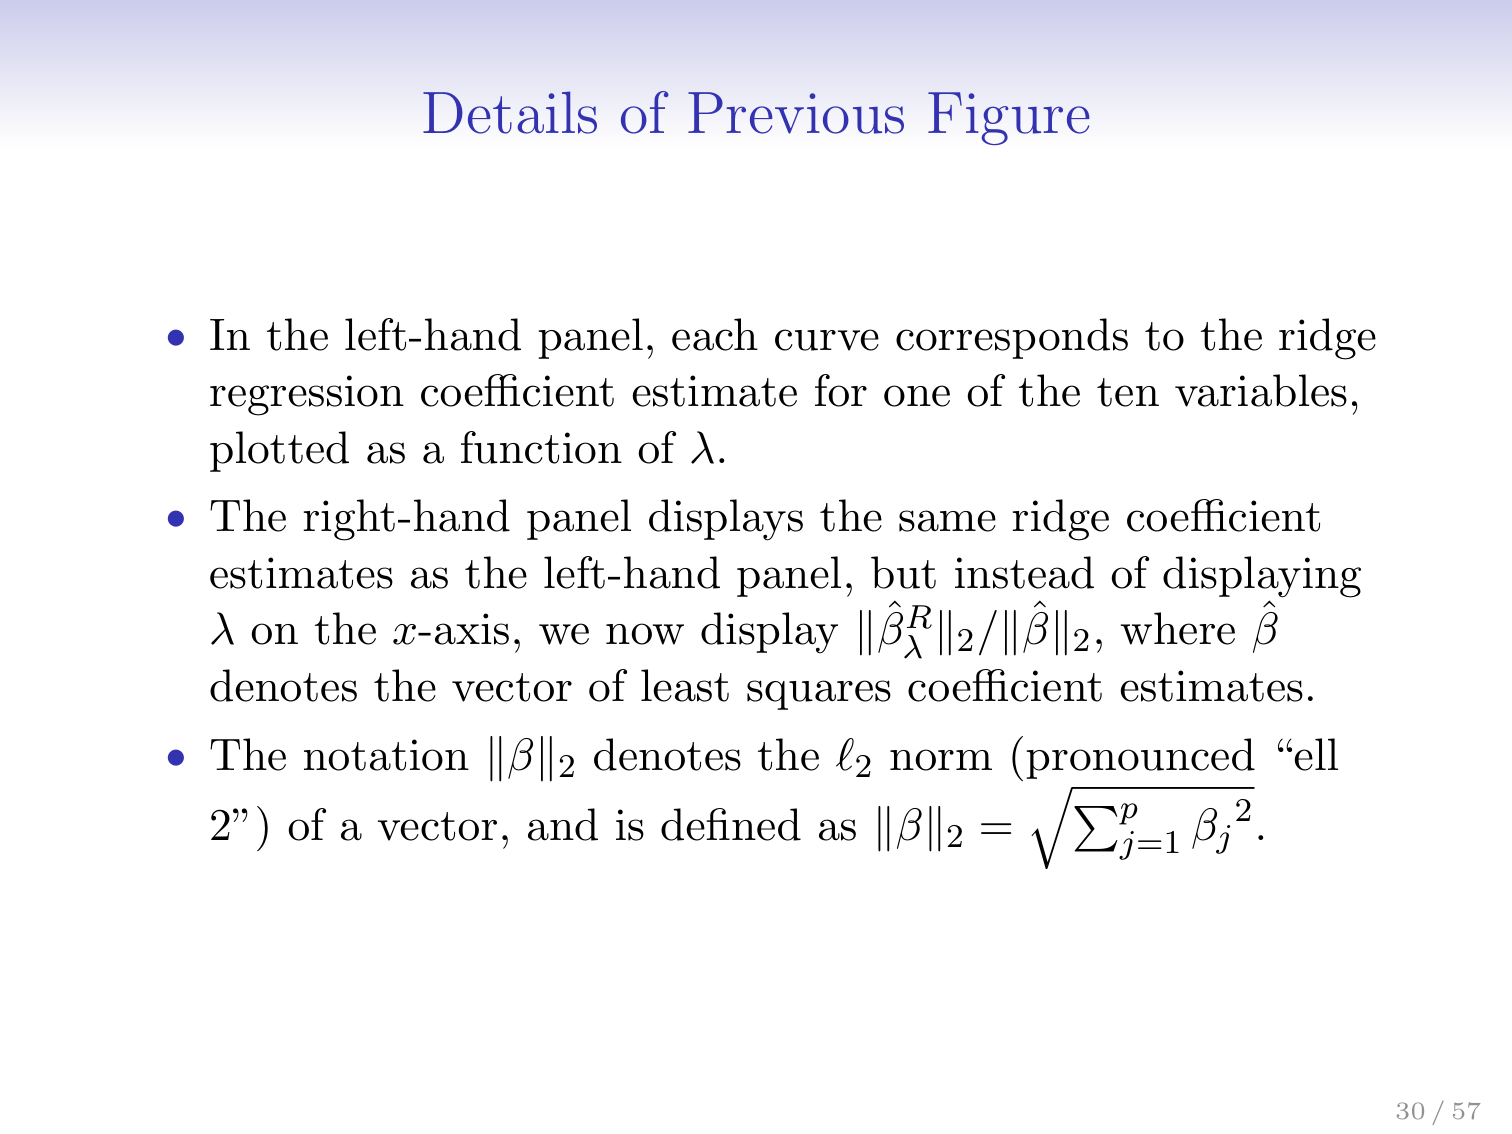 Details of Previous Figure
• In the left-hand panel, each curve corresponds to the ridge
regression coefficient estimate for one of the ten variables,
plotted as a function of λ.
• The right-hand panel displays the same ridge coefficient
estimates as the left-hand panel, but instead of displaying
λ on the x-axis, we now display ‖β̂_λ^R‖₂/‖β̂‖₂, where β̂
denotes the vector of least squares coefficient estimates.
• The notation ‖β‖₂ denotes the ℓ₂ norm (pronounced “ell
2”) of a vector, and is defined as ‖β‖₂ = √(∑_{j=1}^p β_j²).
30 / 57